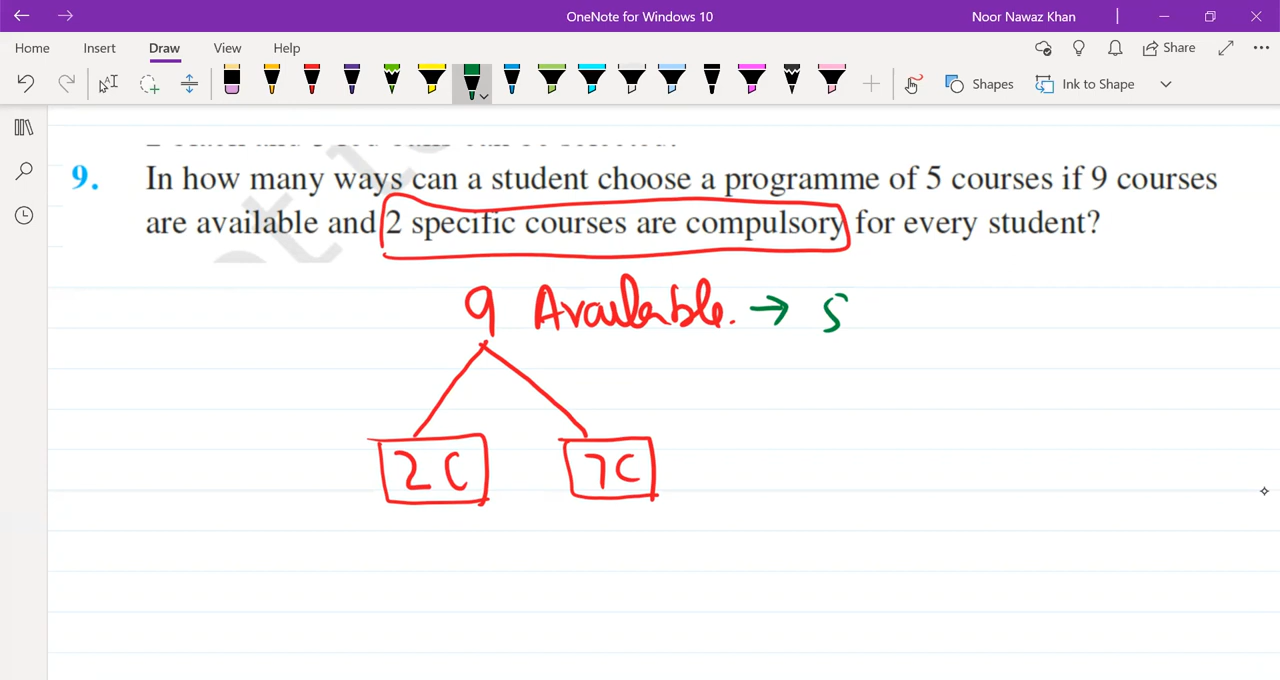 OneNote for Windows 10
Noor Nawaz Khan
Home Insert Draw View Help
Share
Shapes
Ink to Shape
9. In how many ways can a student choose a programme of 5 courses if 9 courses
are available and 2 specific courses are compulsory for every student?
9 Available. → 5
2C 7C